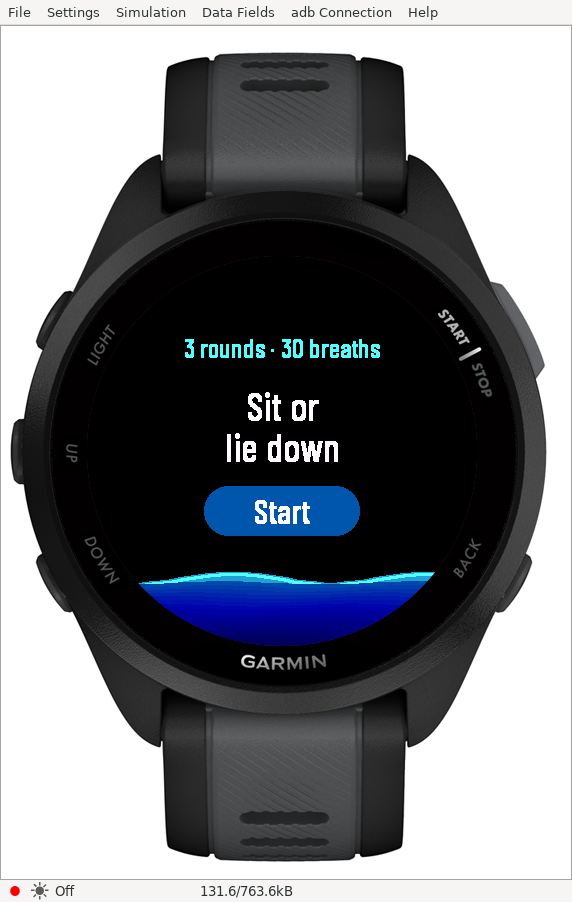 File Settings Simulation Data Fields adb Connection Help
START
STOP
LIGHT
3 rounds · 30 breaths
Sit or
lie down
UP
Start
DOWN
BACK
GARMIN
Off 131.6/763.6kB